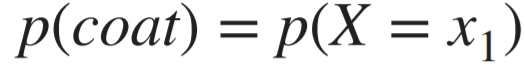 p(coat) = p(X = x₁)